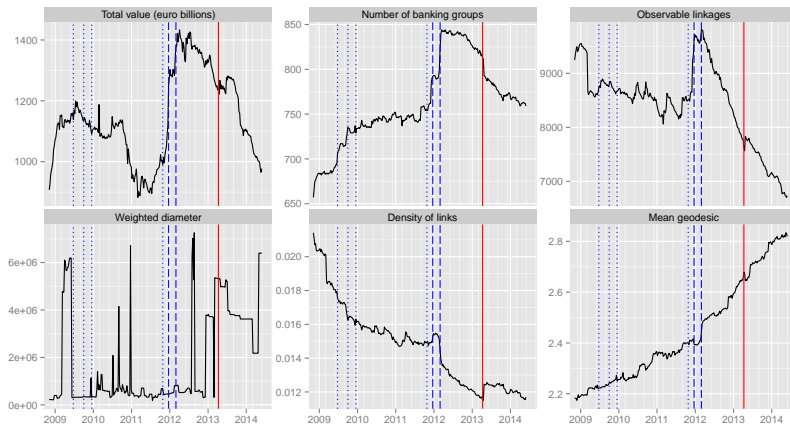 Total value (euro billions) Number of banking groups Observable linkages
1400
1200
1000
850
800
750
700
650
9000
8000
7000
Weighted diameter Density of links Mean geodesic
6e+06
4e+06
2e+06
0e+00
0.020
0.018
0.016
0.014
0.012
2.8
2.6
2.4
2.2
2009 2010 2011 2012 2013 2014 2009 2010 2011 2012 2013 2014 2009 2010 2011 2012 2013 2014